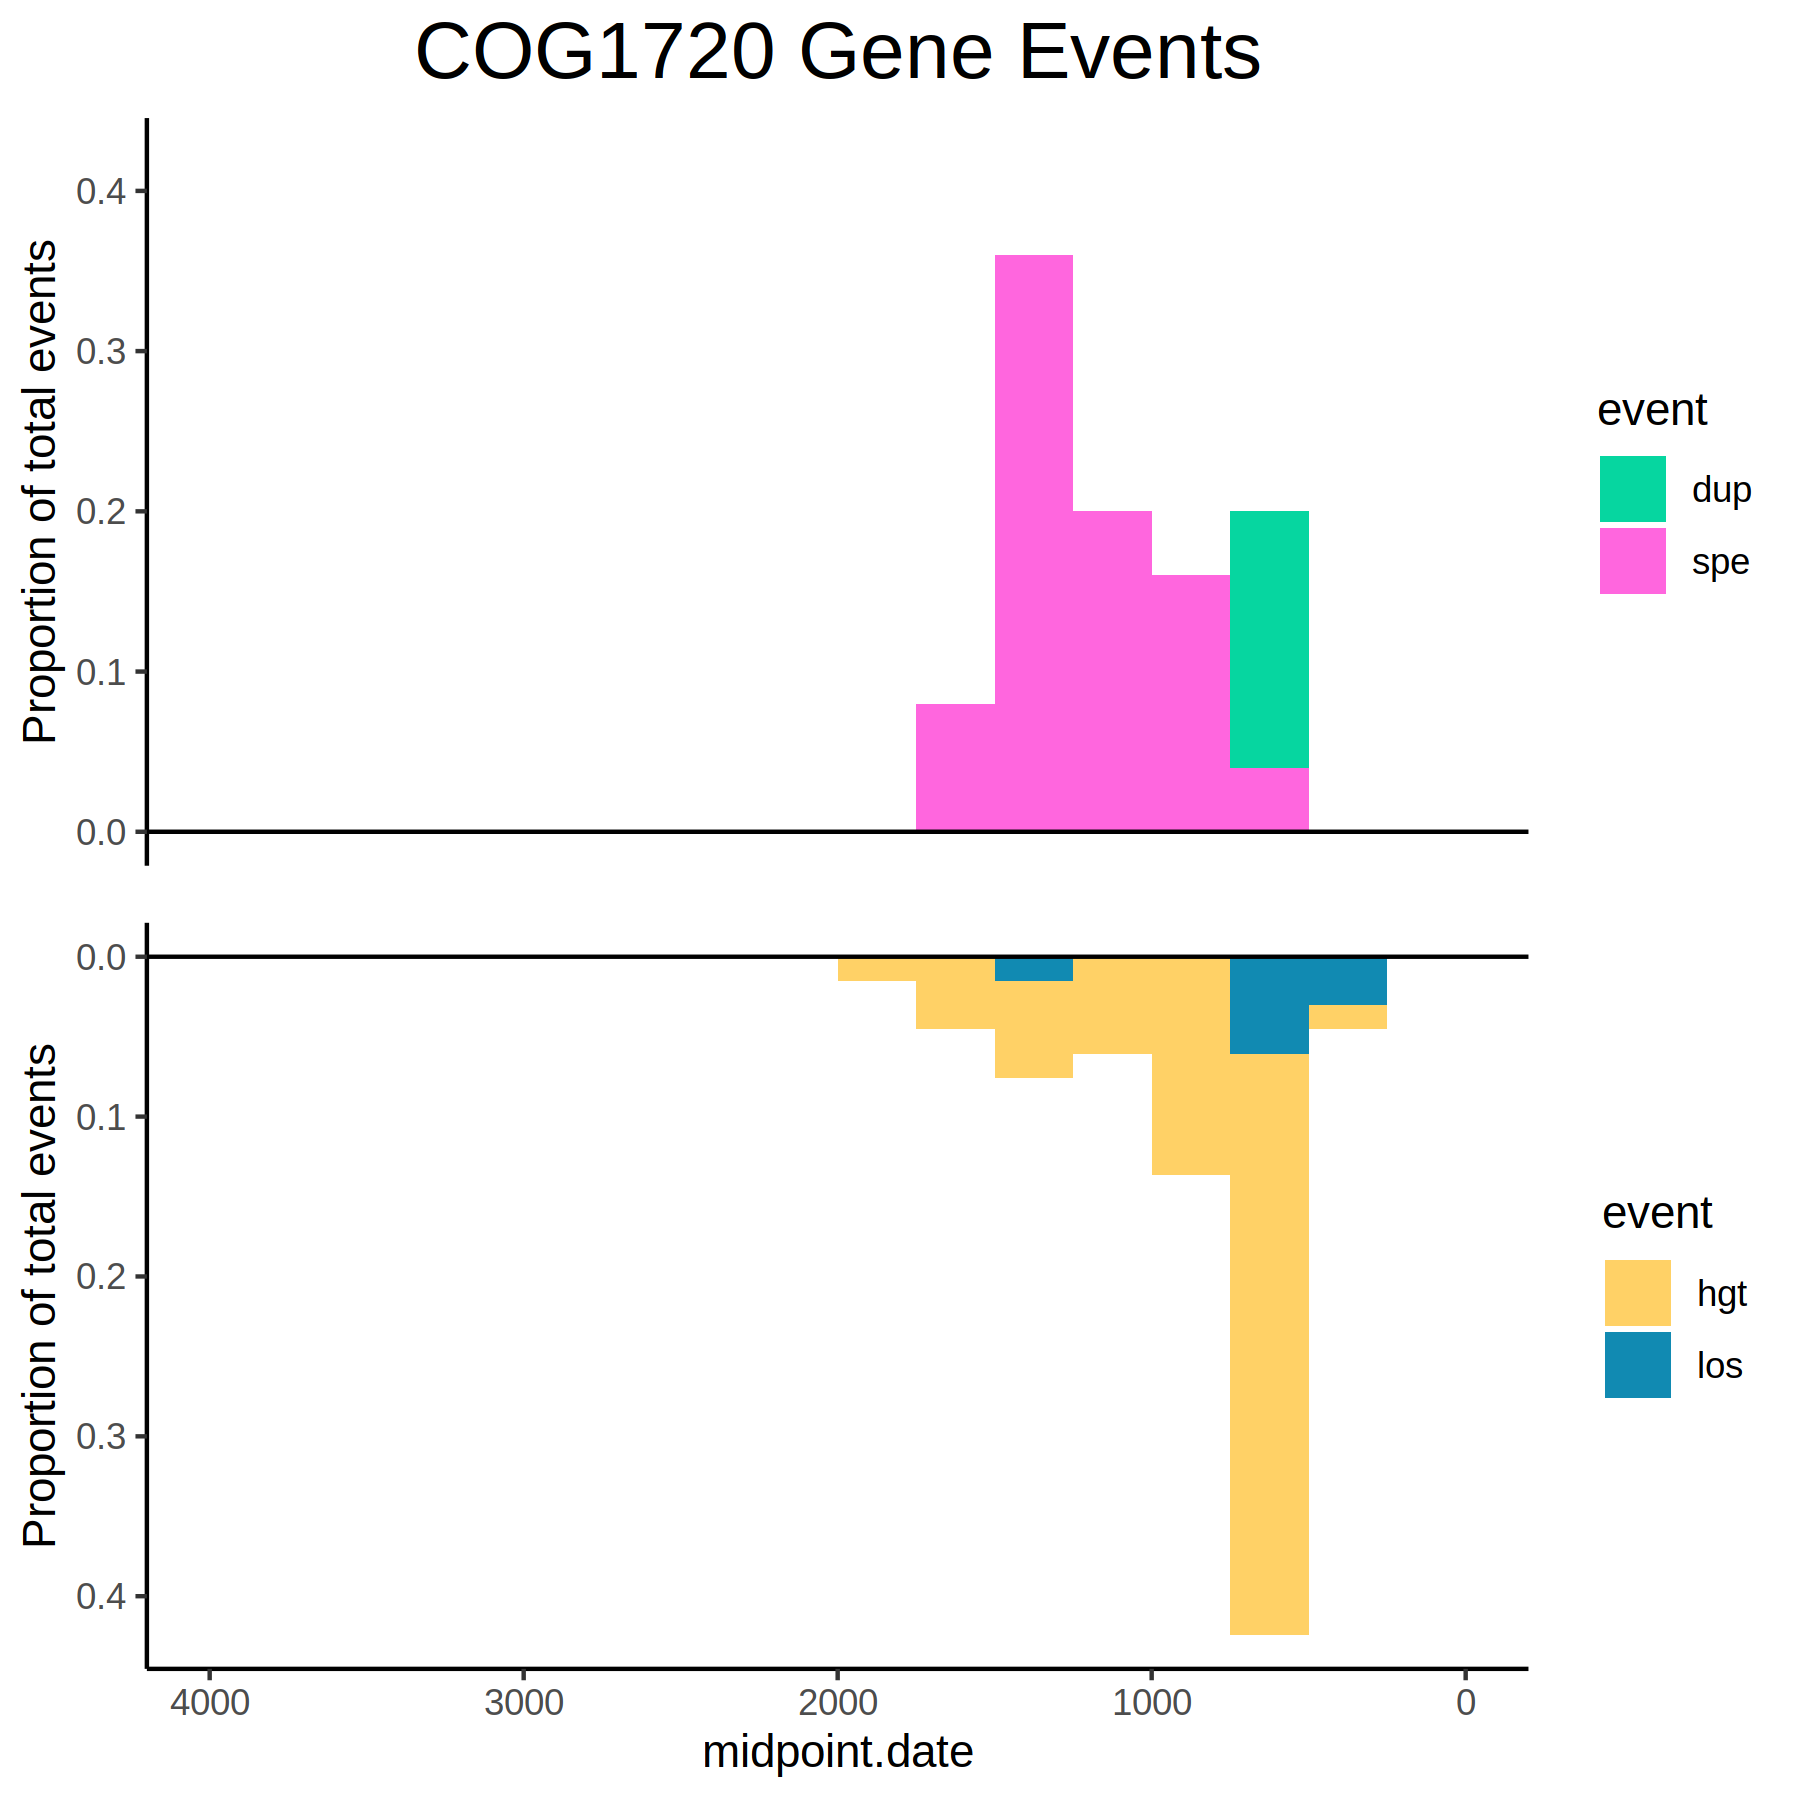 COG1720 Gene Events
Proportion of total events
0.4
0.3
0.2
0.1
0.0
event
dup
spe
Proportion of total events
0.0
0.1
0.2
0.3
0.4
event
hgt
los
4000 3000 2000 1000 0
midpoint.date